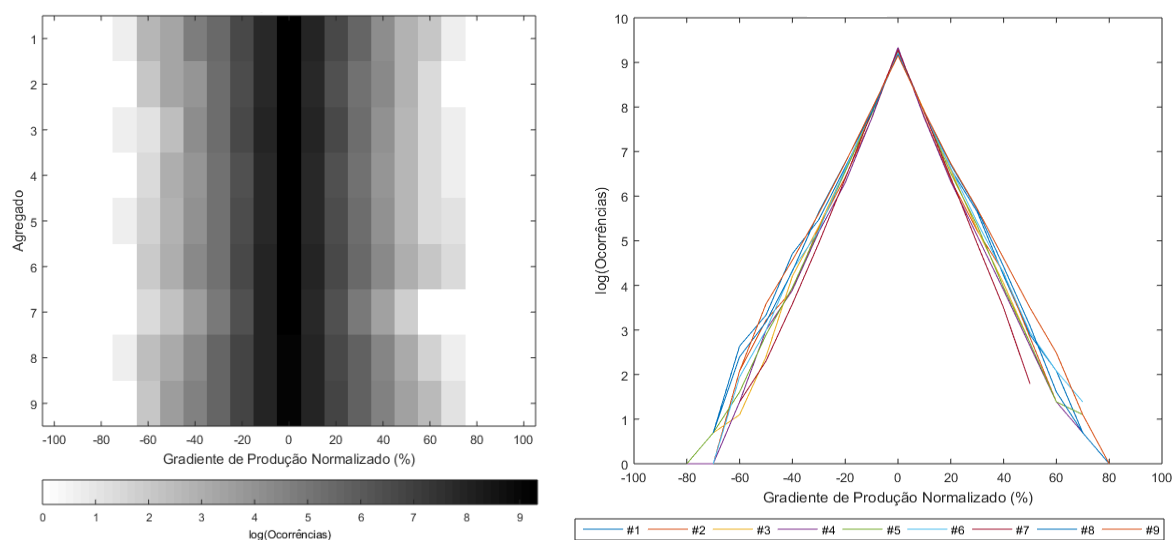 1
2
3
4
5
6
7
8
9
Agregado
-100 -80 -60 -40 -20 0 20 40 60 80 100
Gradiente de Produção Normalizado (%)
0 1 2 3 4 5 6 7 8 9
log(Ocorrências)
10
9
8
7
6
5
4
3
2
1
0
log(Ocorrências)
-100 -80 -60 -40 -20 0 20 40 60 80 100
Gradiente de Produção Normalizado (%)
#1 #2 #3 #4 #5 #6 #7 #8 #9